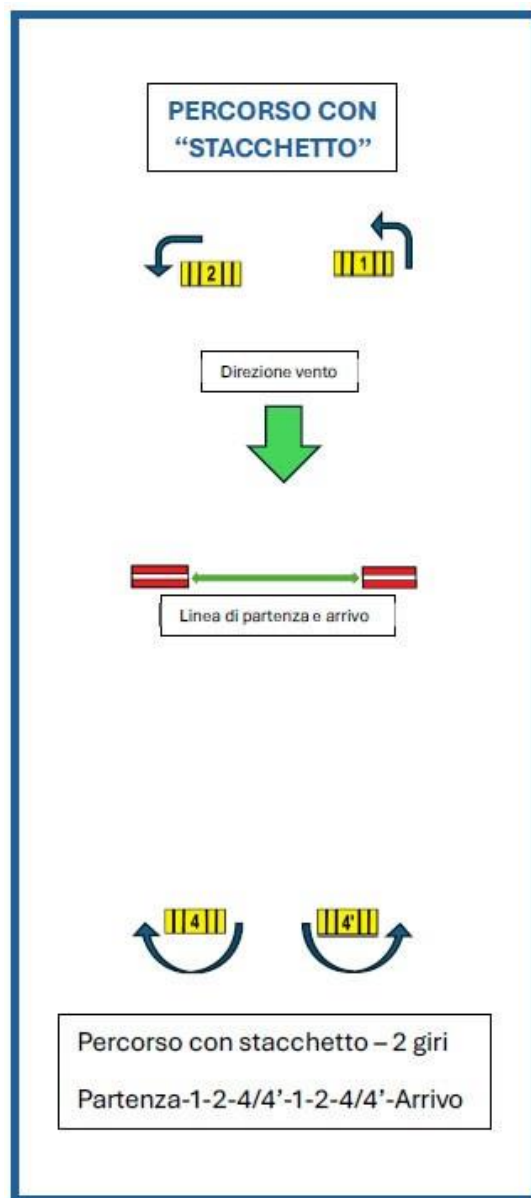 PERCORSO CON
“STACCHETTO”
2
1
Direzione vento
Linea di partenza e arrivo
4
4'
Percorso con stacchetto – 2 giri
Partenza-1-2-4/4’-1-2-4/4’-Arrivo